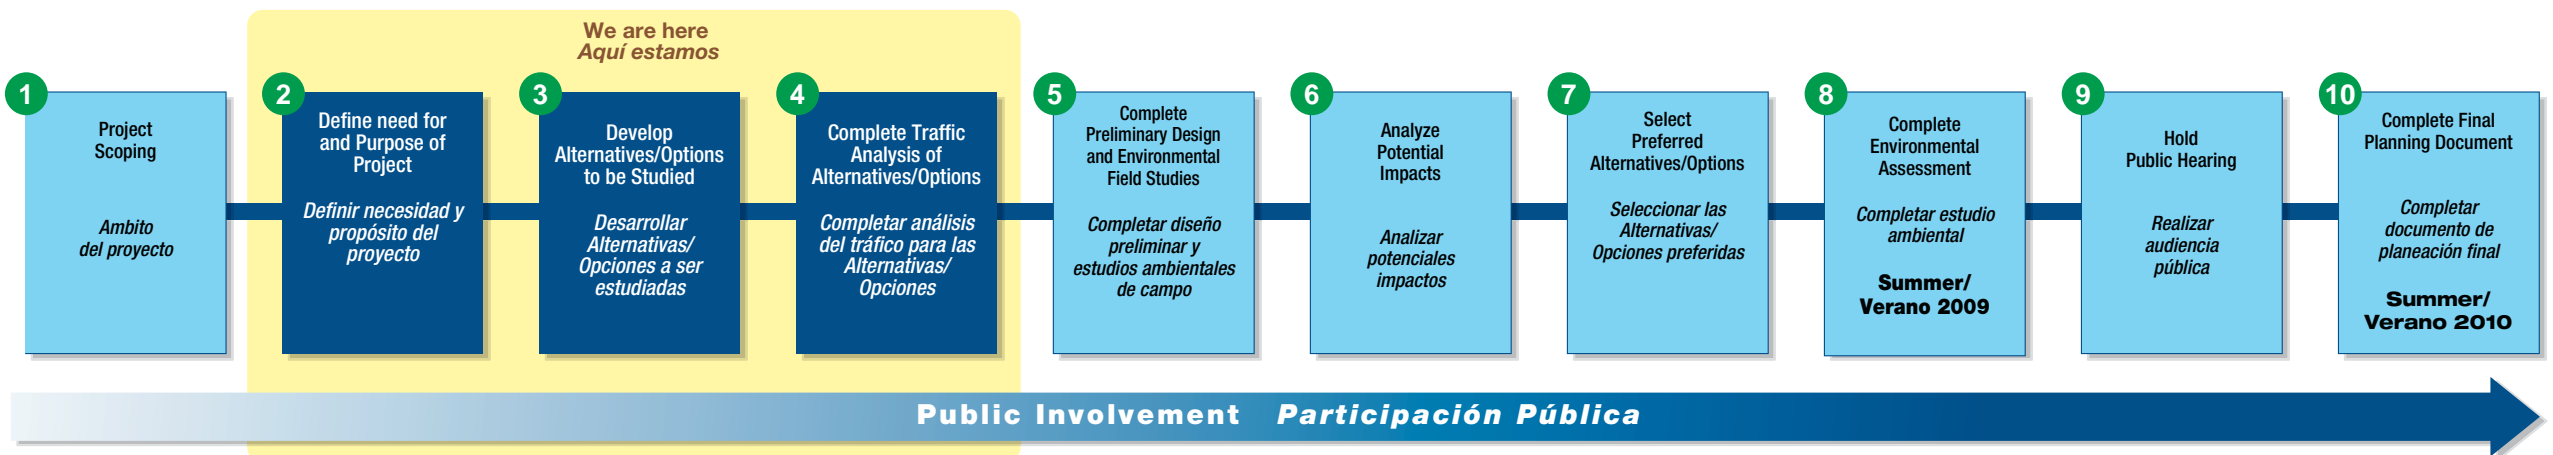 We are here
Aquí estamos
1
Project
Scoping
Ambito
del proyecto
2
Define need for
and Purpose of
Project
Definir necesidad y
propósito del
proyecto
3
Develop
Alternatives/Options
to be Studied
Desarrollar
Alternativas/
Opciones a ser
estudiadas
4
Complete Traffic
Analysis of
Alternatives/Options
Completar análisis
del tráfico para las
Alternativas/
Opciones
5
Complete
Preliminary Design
and Environmental
Field Studies
Completar diseño
preliminar y
estudios ambientales
de campo
6
Analyze
Potential
Impacts
Analizar
potenciales
impactos
7
Select
Preferred
Alternatives/Options
Seleccionar las
Alternativas/
Opciones preferidas
8
Complete
Environmental
Assessment
Completar estudio
ambiental
Summer/
Verano 2009
9
Hold
Public Hearing
Realizar
audiencia
pública
10
Complete Final
Planning Document
Completar
documento de
planeación final
Summer/
Verano 2010
Public Involvement Participación Pública